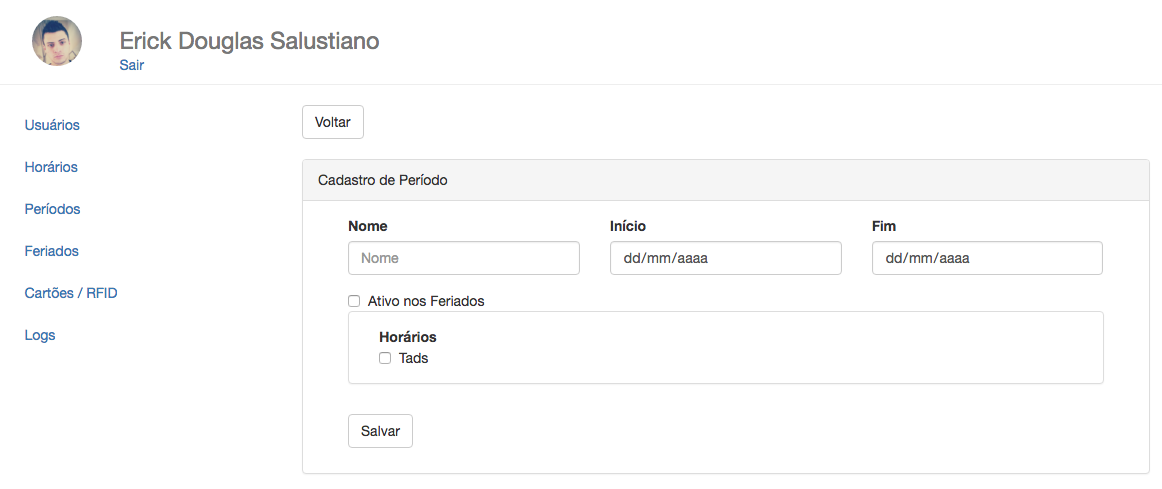 Erick Douglas Salustiano
Sair
Usuários
Horários
Períodos
Feriados
Cartões / RFID
Logs
Voltar
Cadastro de Período
Nome Início Fim
Nome dd/mm/aaaa dd/mm/aaaa
Ativo nos Feriados
Horários
Tads
Salvar